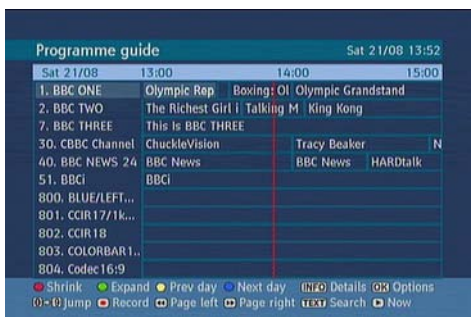 Programme guide Sat 21/08 13:52
Sat 21/08 13:00 14:00 15:00
1. BBC ONE Olympic Rep Boxing: Ol Olympic Grandstand
2. BBC TWO The Richest Girl i Talking M King Kong
7. BBC THREE This Is BBC THREE
30. CBBC Channel ChuckleVision Tracy Beaker N
40. BBC NEWS 24 BBC News BBC News HARDtalk
51. BBCi BBCi
800. BLUE/LEFT...
801. CCIR17/1k...
802. CCIR18
803. COLORBAR1..
804. Codec16:9
Shrink Expand Prev day Next day INFO Details OK Options
Jump Record Page left Page right TEXT Search Now